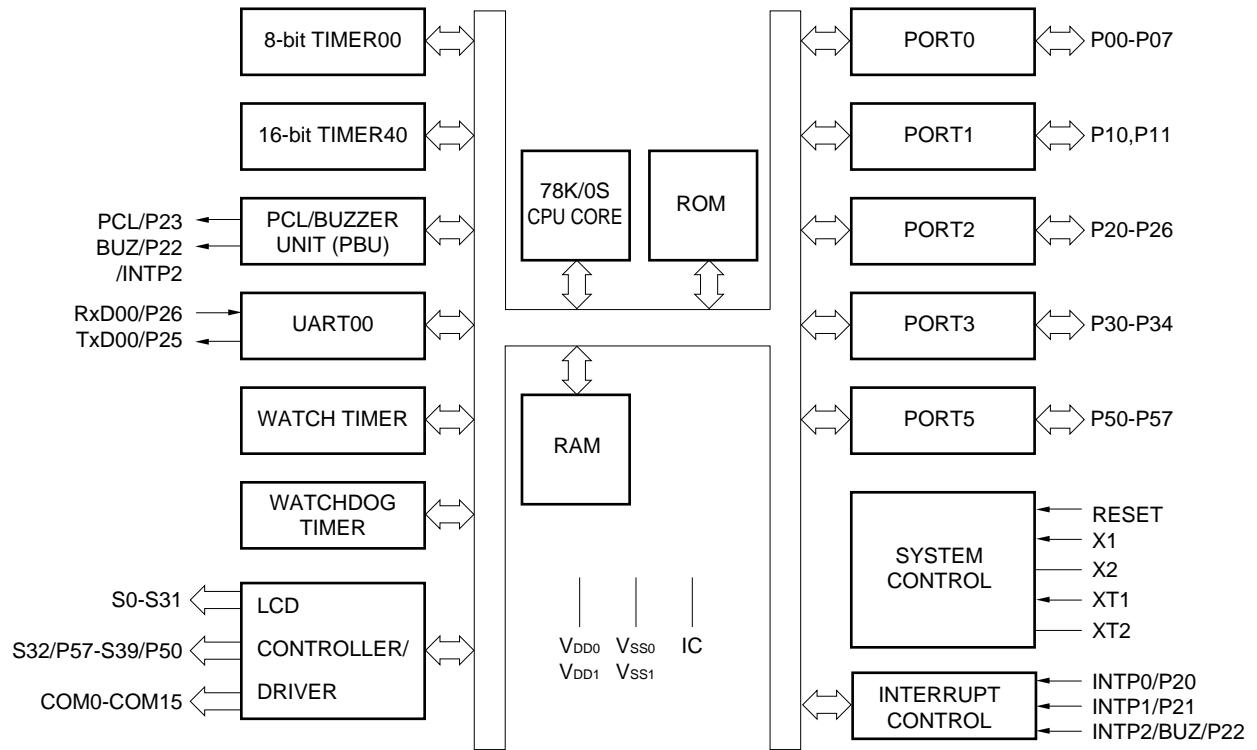 8-bit TIMER00
16-bit TIMER40
PCL/P23
BUZ/P22
/INTP2
PCL/BUZZER
UNIT (PBU)
RxD00/P26
TxD00/P25
UART00
WATCH TIMER
WATCHDOG
TIMER
S0-S31
S32/P57-S39/P50
COM0-COM15
LCD
CONTROLLER/
DRIVER
78K/0S
CPU CORE
ROM
RAM
VDD0
VDD1
VSS0
VSS1
IC
PORT0
P00-P07
PORT1
P10,P11
PORT2
P20-P26
PORT3
P30-P34
PORT5
P50-P57
SYSTEM
CONTROL
RESET
X1
X2
XT1
XT2
INTERRUPT
CONTROL
INTP0/P20
INTP1/P21
INTP2/BUZ/P22